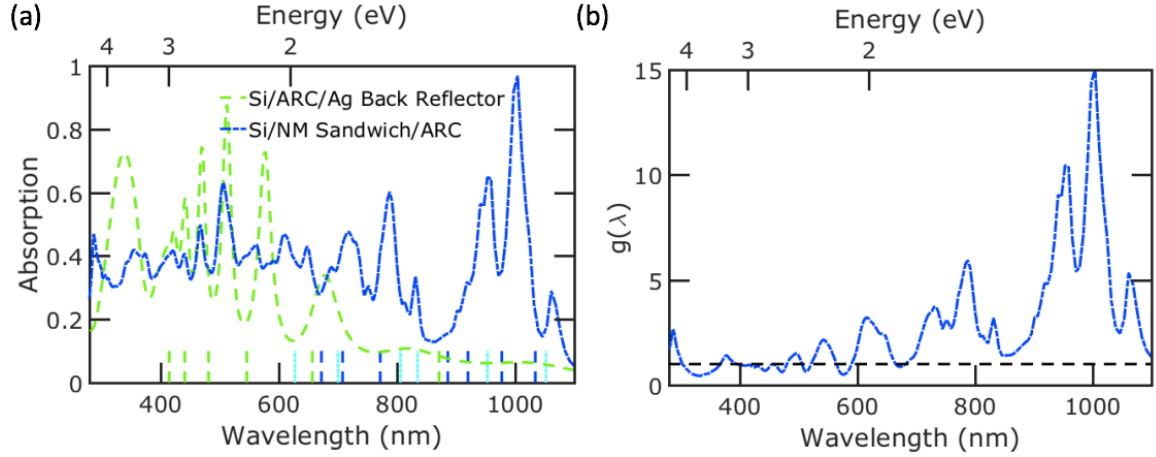 (a)
Energy (eV)
4 3 2
1
0.8
0.6
0.4
0.2
0
Absorption
Si/ARC/Ag Back Reflector
Si/NM Sandwich/ARC
400 600 800 1000
Wavelength (nm)
(b)
Energy (eV)
4 3 2
15
10
5
0
g(λ)
400 600 800 1000
Wavelength (nm)